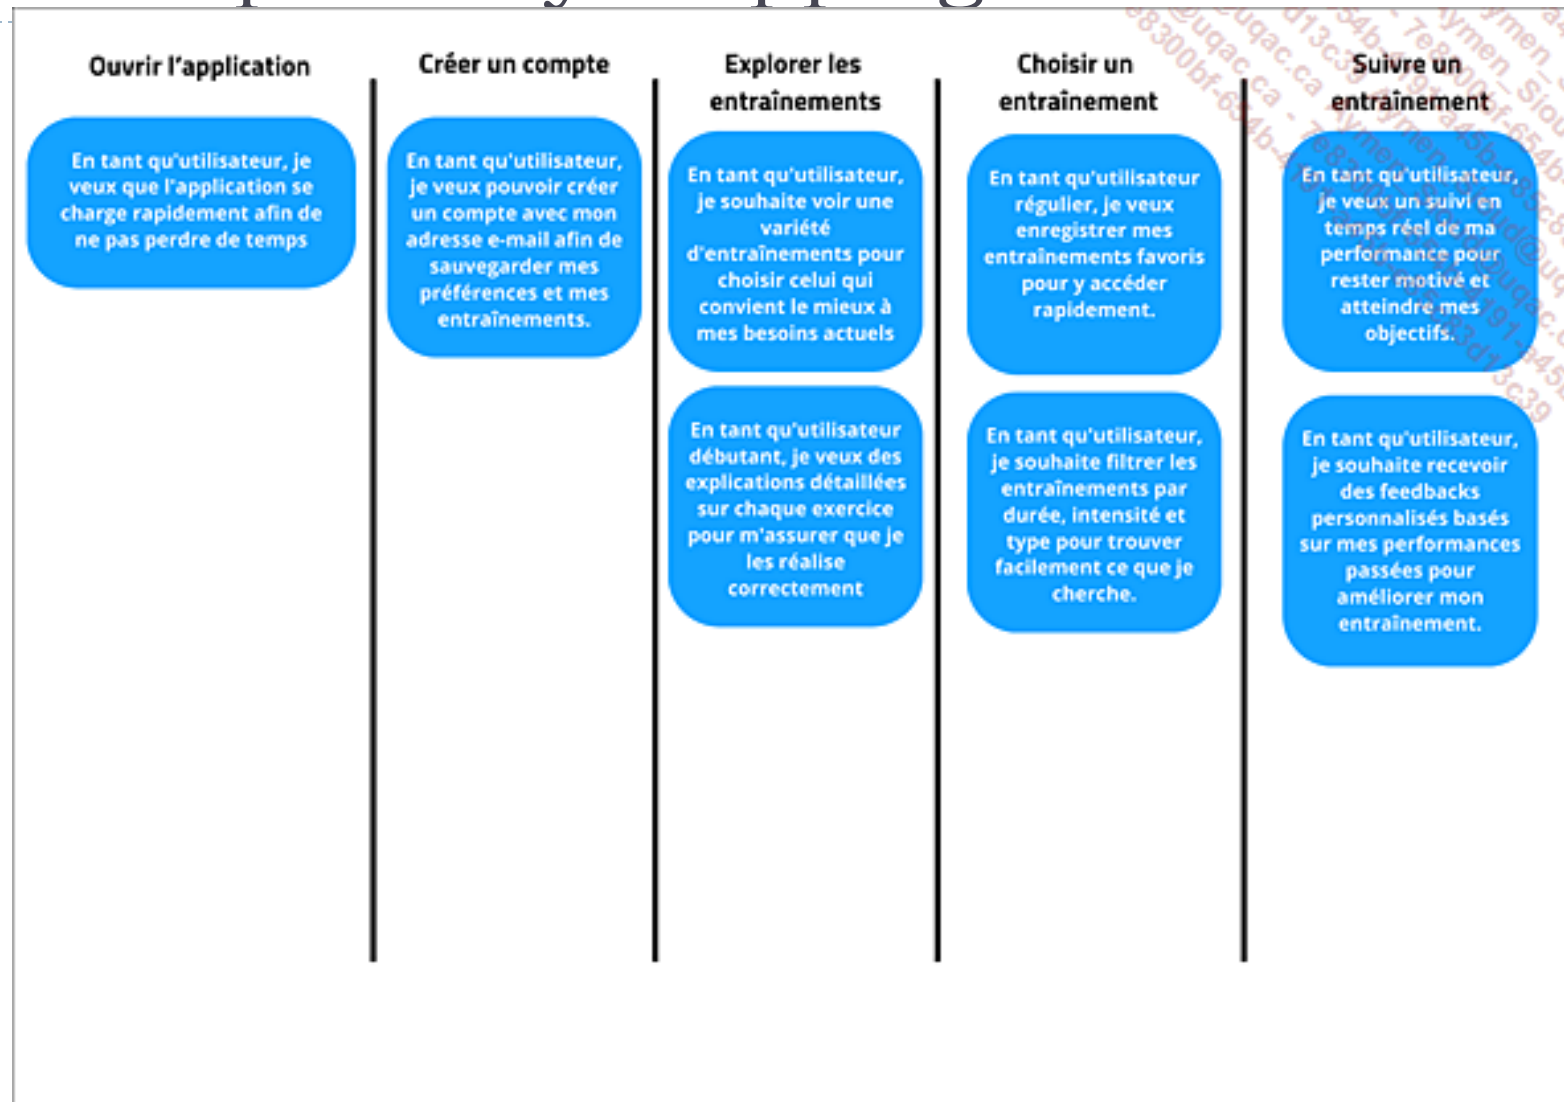 Ouvrir l'application
En tant qu'utilisateur, je
veux que l'application se
charge rapidement afin de
ne pas perdre de temps
Créer un compte
En tant qu'utilisateur,
je veux pouvoir créer
un compte avec mon
adresse e-mail afin de
sauvegarder mes
préférences et mes
entraînements.
Explorer les
entraînements
En tant qu'utilisateur,
je souhaite voir une
variété
d'entraînements pour
choisir celui qui
convient le mieux à
mes besoins actuels
En tant qu'utilisateur
débutant, je veux des
explications détaillées
sur chaque exercice
pour m'assurer que je
les réalise
correctement
Choisir un
entraînement
En tant qu'utilisateur
régulier, je veux
enregistrer mes
entraînements favoris
pour y accéder
rapidement.
En tant qu'utilisateur,
je souhaite filtrer les
entraînements par
durée, intensité et
type pour trouver
facilement ce que je
cherche.
Suivre un
entraînement
En tant qu'utilisateur,
je veux un suivi en
temps réel de ma
performance pour
rester motivé et
atteindre mes
objectifs.
En tant qu'utilisateur,
je souhaite recevoir
des feedbacks
personnalisés basés
sur mes performances
passées pour
améliorer mon
entraînement.